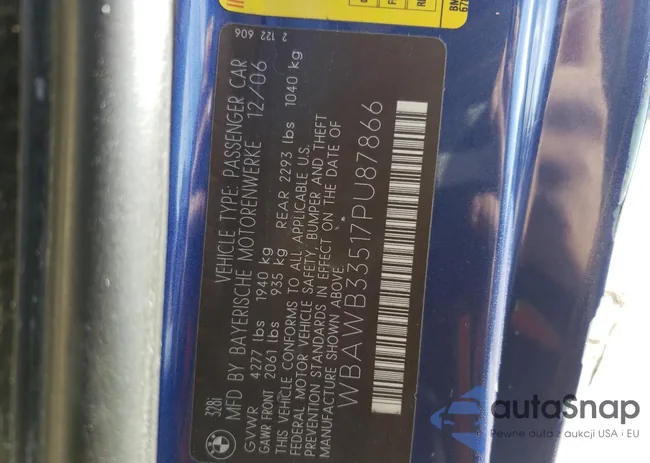 328i
VEHICLE TYPE: PASSENGER CAR
MFD BY BAYERISCHE MOTORENWERKE 12/06
2 122 606
GVWR 4277 lbs 1940 kg
GAWR FRONT 2061 lbs 935 kg REAR 2293 lbs 1040 kg
THIS VEHICLE CONFORMS TO ALL APPLICABLE U.S.
FEDERAL MOTOR VEHICLE SAFETY, BUMPER AND THEFT
PREVENTION STANDARDS IN EFFECT ON THE DATE OF
MANUFACTURE SHOWN ABOVE.
WBAWB33517PU87866
autaSnap
Pewne auta z aukcji USA i EU